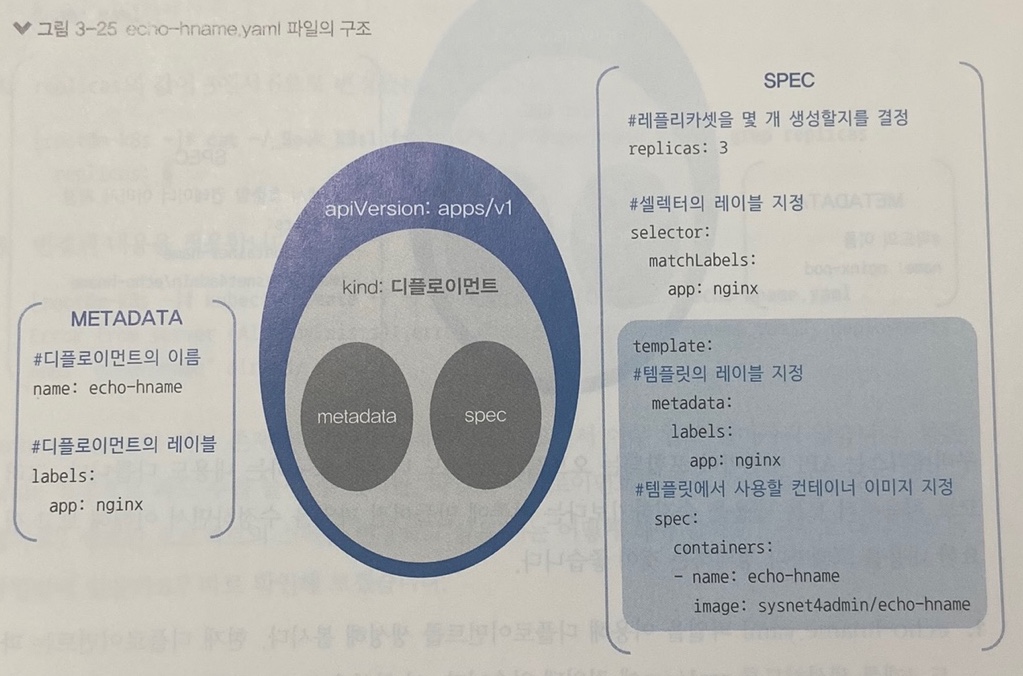 그림 3-25 echo-hname.yaml 파일의 구조
METADATA
#디플로이먼트의 이름
name: echo-hname
#디플로이먼트의 레이블
labels:
app: nginx
apiVersion: apps/v1
kind: 디플로이먼트
metadata
spec
SPEC
#레플리카셋을 몇 개 생성할지를 결정
replicas: 3
#셀렉터의 레이블 지정
selector:
matchLabels:
app: nginx
template:
#템플릿의 레이블 지정
metadata:
labels:
app: nginx
#템플릿에서 사용할 컨테이너 이미지 지정
spec:
containers:
- name: echo-hname
image: sysnet4admin/echo-hname